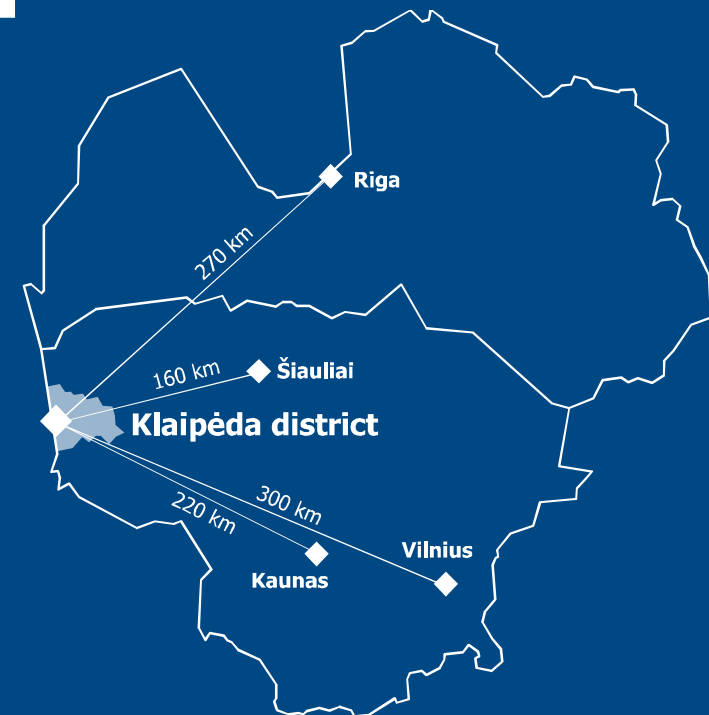 Riga
270 km
160 km
Šiauliai
Klaipėda district
300 km
220 km
Vilnius
Kaunas